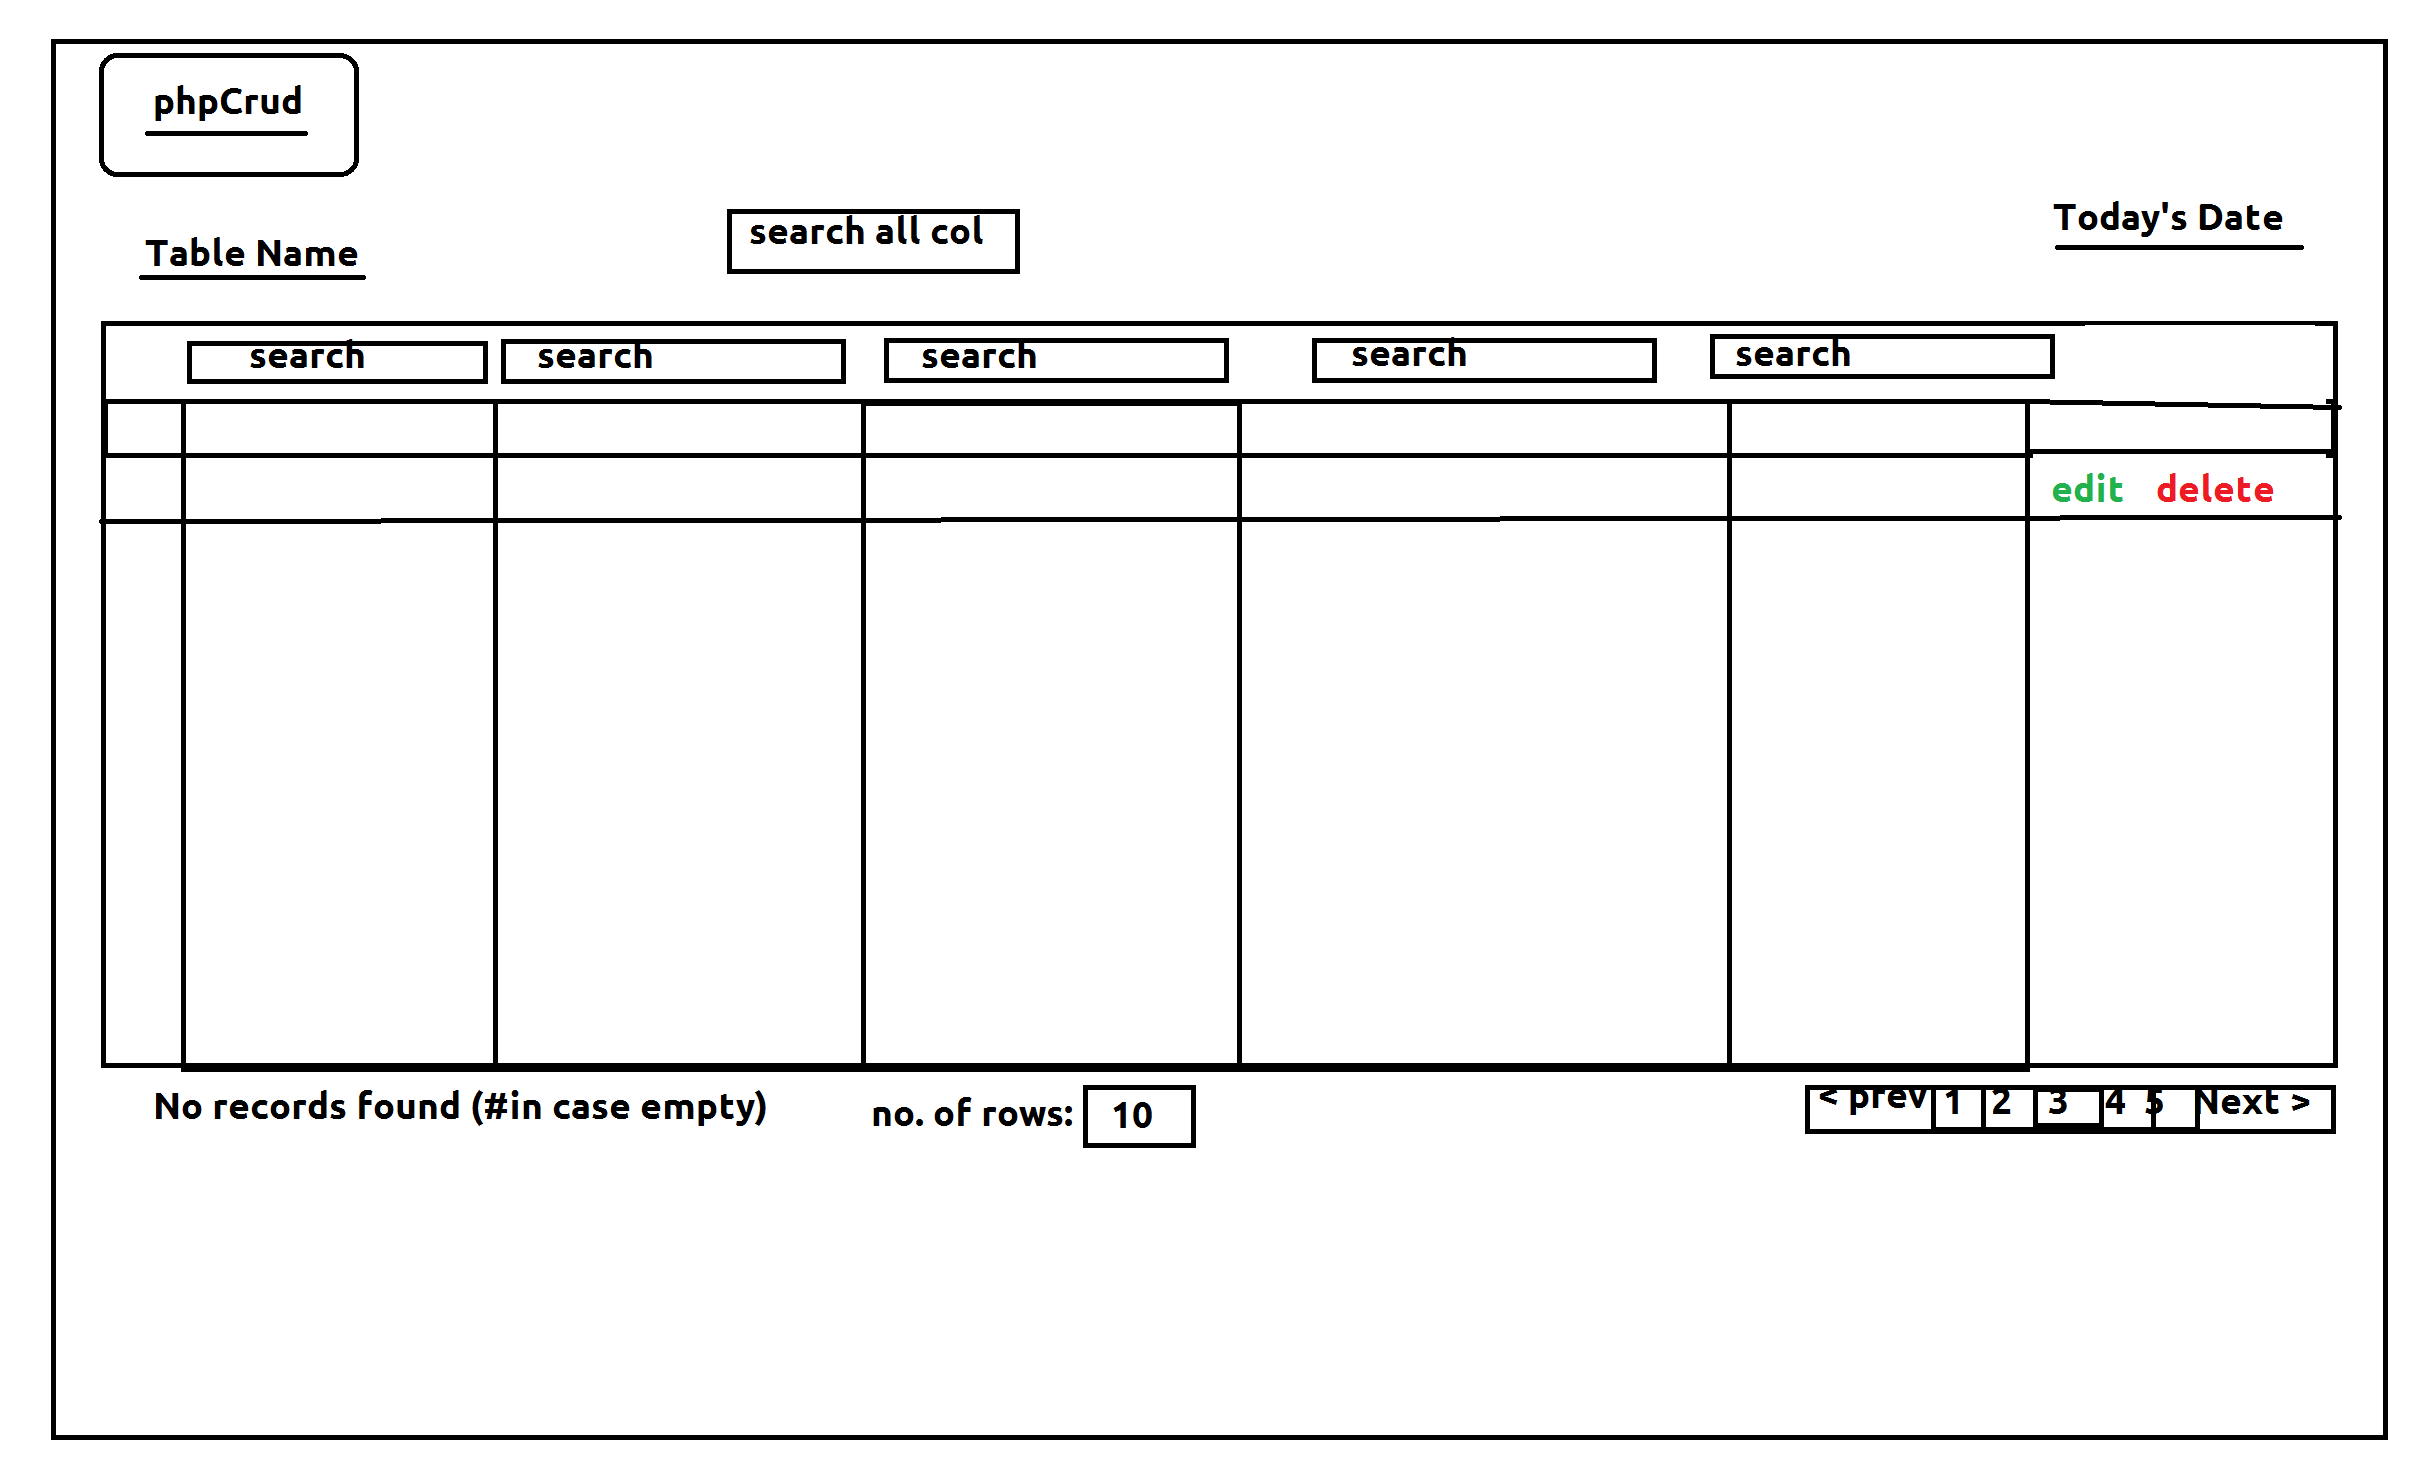 phpCrud
Table Name
search all col
Today's Date
search search search search search
edit delete
No records found (#in case empty)
no. of rows: 10
< prev 1 2 3 4 5 Next >